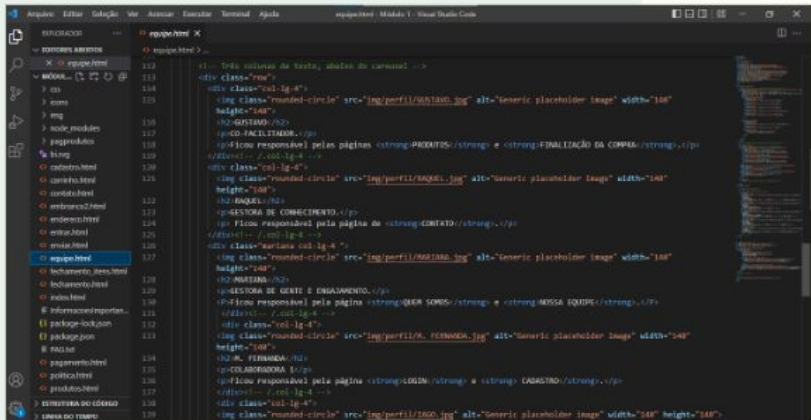 Arquivo Editar Seleção Ver Acessar Executar Terminal Ajuda equipe.html - Módulo 1 - Visual Studio Code
EXPLORADOR
EDITORES ABERTOS
equipe.html
css
icons
img
node_modules
pagprodutos
cadastro.html
carrinho.html
contato.html
embranco2.html
endereco.html
entrar.html
enviar.html
equipe.html
fechamento_itens.html
fechamento.html
index.html
package-lock.json
package.json
pagamento.html
politica.html
produtos.html
ESTRUTURA DO CÓDIGO
LINHA DO TEMPO
equipe.html
equipe.html > ...
112 <!-- Três colunas de texto, abaixo do carousel -->
113 <div class="row">
114 <div class="col-lg-4">
115 <img class="rounded-circle" src="img/perfil/GUSTAVO.jpg" alt="Generic placeholder image" width="140"
height="140">
116 <h2>GUSTAVO</h2>
117 <p>CO-FACILITADOR.</p>
118 <p>Ficou responsável pelas páginas <strong>PRODUTOS</strong> e <strong>FINALIZAÇÃO DA COMPRA</strong>.</p>
119 </div><!-- /.col-lg-4 -->
120 <div class="col-lg-4">
121 <img class="rounded-circle" src="img/perfil/RAQUEL.jpg" alt="Generic placeholder image" width="140"
height="140">
122 <h2>RAQUEL</h2>
123 <p>GESTORA DE CONHECIMENTO.</p>
124 <p> Ficou responsável pela página de <strong>CONTATO</strong>.</p>
125 </div><!-- /.col-lg-4 -->
126 <div class="mariana col-lg-4 ">
127 <img class="rounded-circle" src="img/perfil/MARIANA.jpg" alt="Generic placeholder image" width="140"
height="140">
128 <h2>MARIANA</h2>
129 <p>GESTORA DE GENTE E ENGAJAMENTO.</p>
130 <P>Ficou responsável pela página <strong>QUEM SOMOS</strong> e <strong>NOSSA EQUIPE</strong>.</P>
131 </div><!-- /.col-lg-4 -->
132 <div class="col-lg-4">
133 <img class="rounded-circle" src="img/perfil/M. FERNANDA.jpg" alt="Generic placeholder image" width="140"
height="140">
134 <h2>M. FERNANDA</h2>
135 <p>COLABORADORA 1</p>
136 <p>Ficou responsável pela página <strong>LOGIN</strong> e <strong> CADASTRO</strong>.</p>
137 </div><!-- /.col-lg-4 -->
138 <div class="col-lg-4">
139 <img class="rounded-circle" src="img/perfil/IAGO.jpg" alt="Generic placeholder image" width="140" height="140">